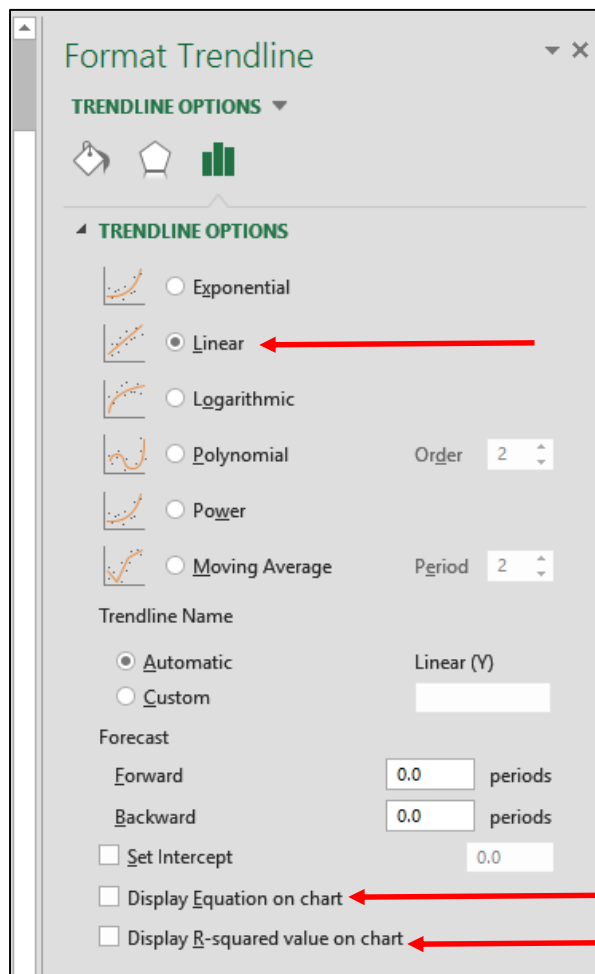 Format Trendline
TRENDLINE OPTIONS
TRENDLINE OPTIONS
Exponential
Linear
Logarithmic
Polynomial Order 2
Power
Moving Average Period 2
Trendline Name
Automatic Linear (Y)
Custom
Forecast
Forward 0.0 periods
Backward 0.0 periods
Set Intercept 0.0
Display Equation on chart
Display R-squared value on chart